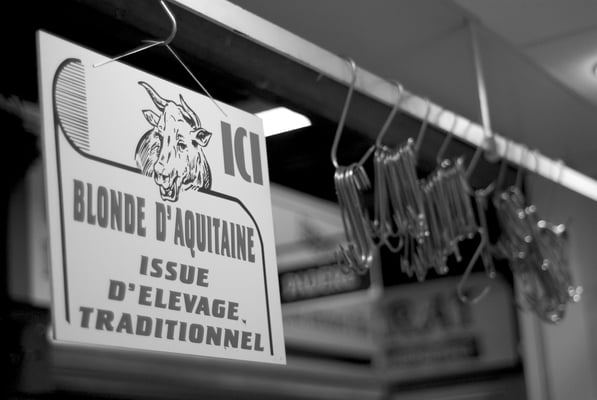 ICI
BLONDE D'AQUITAINE
ISSUE
D'ELEVAGE
TRADITIONNEL